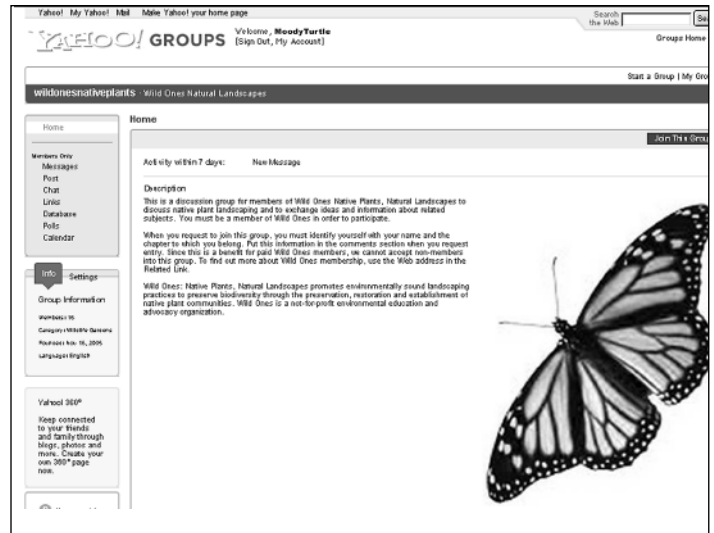 Yahoo! My Yahoo! Mail Make Yahoo! your home page
Search
the Web
YAHOO! GROUPS
Welcome, MoodyTurtle
[Sign Out, My Account]
Groups Home
Start a Group | My Gro
wildonesnativeplants · Wild Ones Natural Landscapes
Home
Members Only
Messages
Post
Chat
Links
Database
Polls
Calendar
Info Settings
Group Information
Members: 16
Category: Wildlife Gardens
Founded: Nov 16, 2005
Language: English
Yahoo! 360°
Keep connected
to your friends
and family through
blogs, photos and
more. Create your
own 360° page
now.
Home
Join This Grou
Activity within 7 days: New Message
Description
This is a discussion group for members of Wild Ones Native Plants, Natural Landscapes to
discuss native plant landscaping and to exchange ideas and information about related
subjects. You must be a member of Wild Ones in order to participate.
When you request to join this group, you must identify yourself with your name and the
chapter to which you belong. Put this information in the comments section when you request
entry. Since this is a benefit for paid Wild Ones members, we cannot accept non-members
into this group. To find out more about Wild Ones membership, use the Web address in the
Related Link.
Wild Ones: Native Plants, Natural Landscapes promotes environmentally sound landscaping
practices to preserve biodiversity through the preservation, restoration and establishment of
native plant communities. Wild Ones is a not-for-profit environmental education and
advocacy organization.